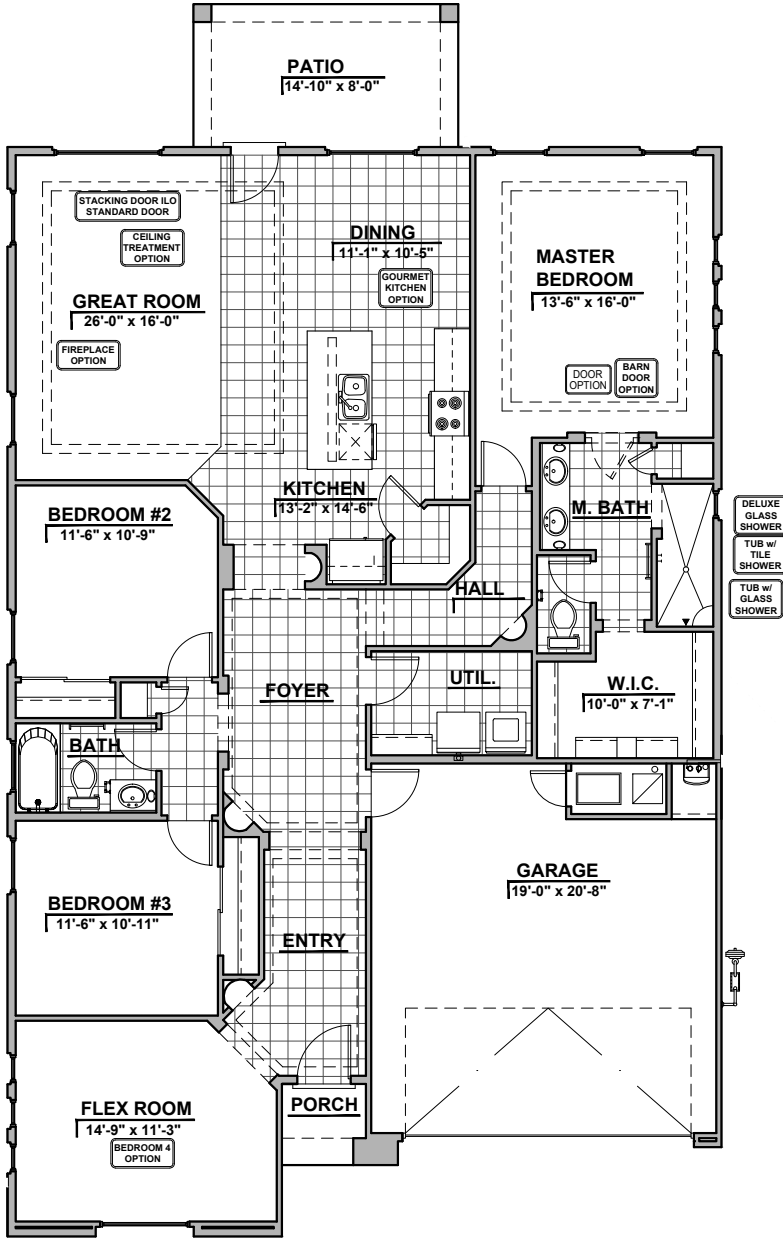 PATIO
14'-10" x 8'-0"
STACKING DOOR ILO
STANDARD DOOR
CEILING
TREATMENT
OPTION
DINING
11'-1" x 10'-5"
GOURMET
KITCHEN
OPTION
MASTER
BEDROOM
13'-6" x 16'-0"
GREAT ROOM
26'-0" x 16'-0"
FIREPLACE
OPTION
DOOR
OPTION
BARN
DOOR
OPTION
KITCHEN
13'-2" x 14'-6"
BEDROOM #2
11'-6" x 10'-9"
M. BATH
DELUXE
GLASS
SHOWER
TUB w/
TILE
SHOWER
TUB w/
GLASS
SHOWER
HALL
FOYER
UTIL.
W.I.C.
10'-0" x 7'-1"
BATH
GARAGE
19'-0" x 20'-8"
BEDROOM #3
11'-6" x 10'-11"
ENTRY
FLEX ROOM
14'-9" x 11'-3"
BEDROOM 4
OPTION
PORCH